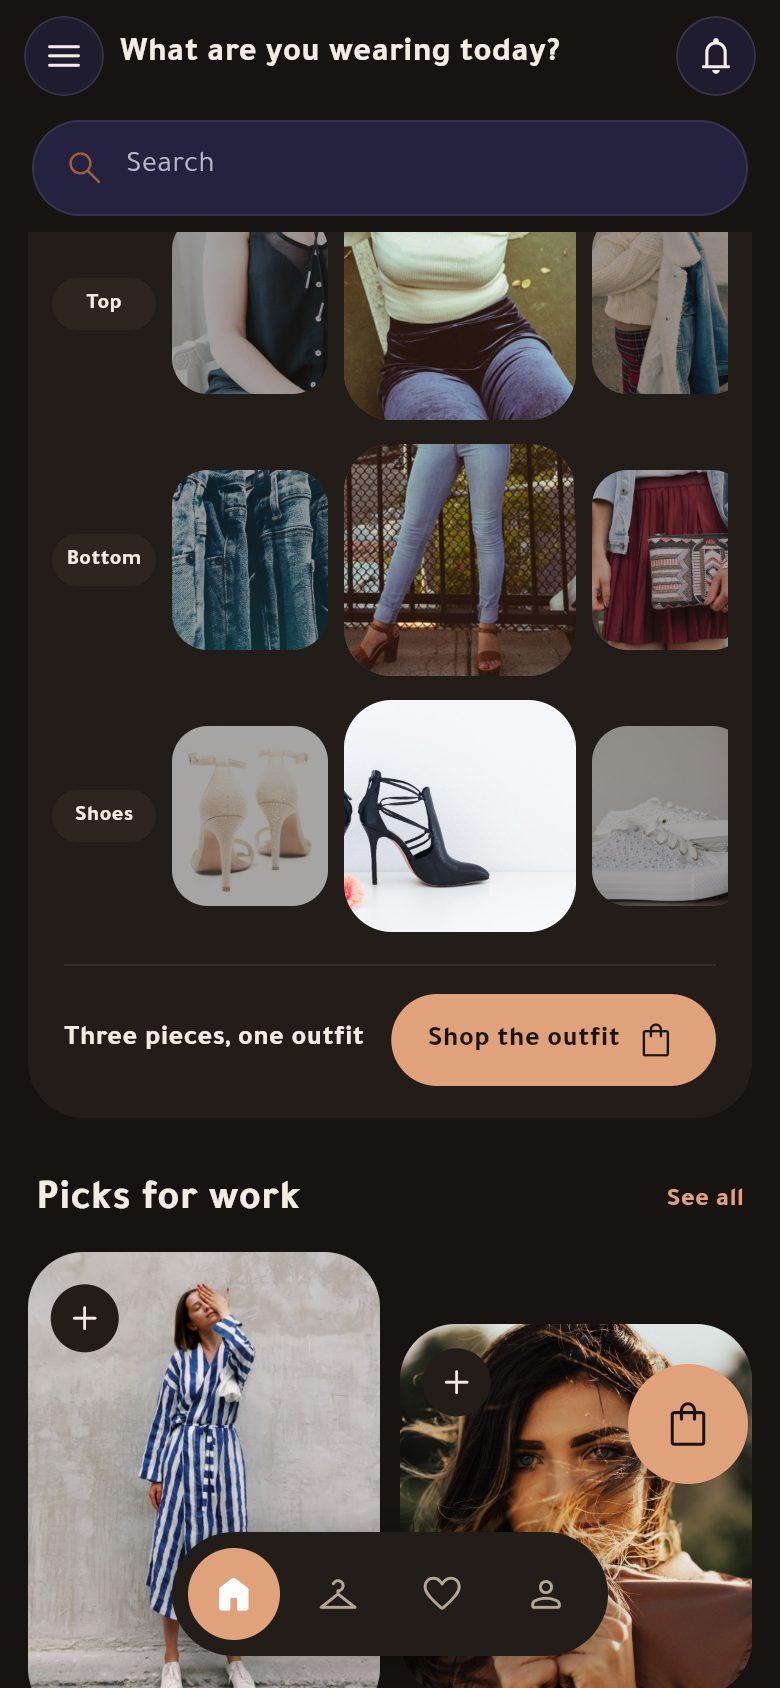 What are you wearing today?
Search
Top
Bottom
Shoes
Three pieces, one outfit
Shop the outfit
Picks for work
See all